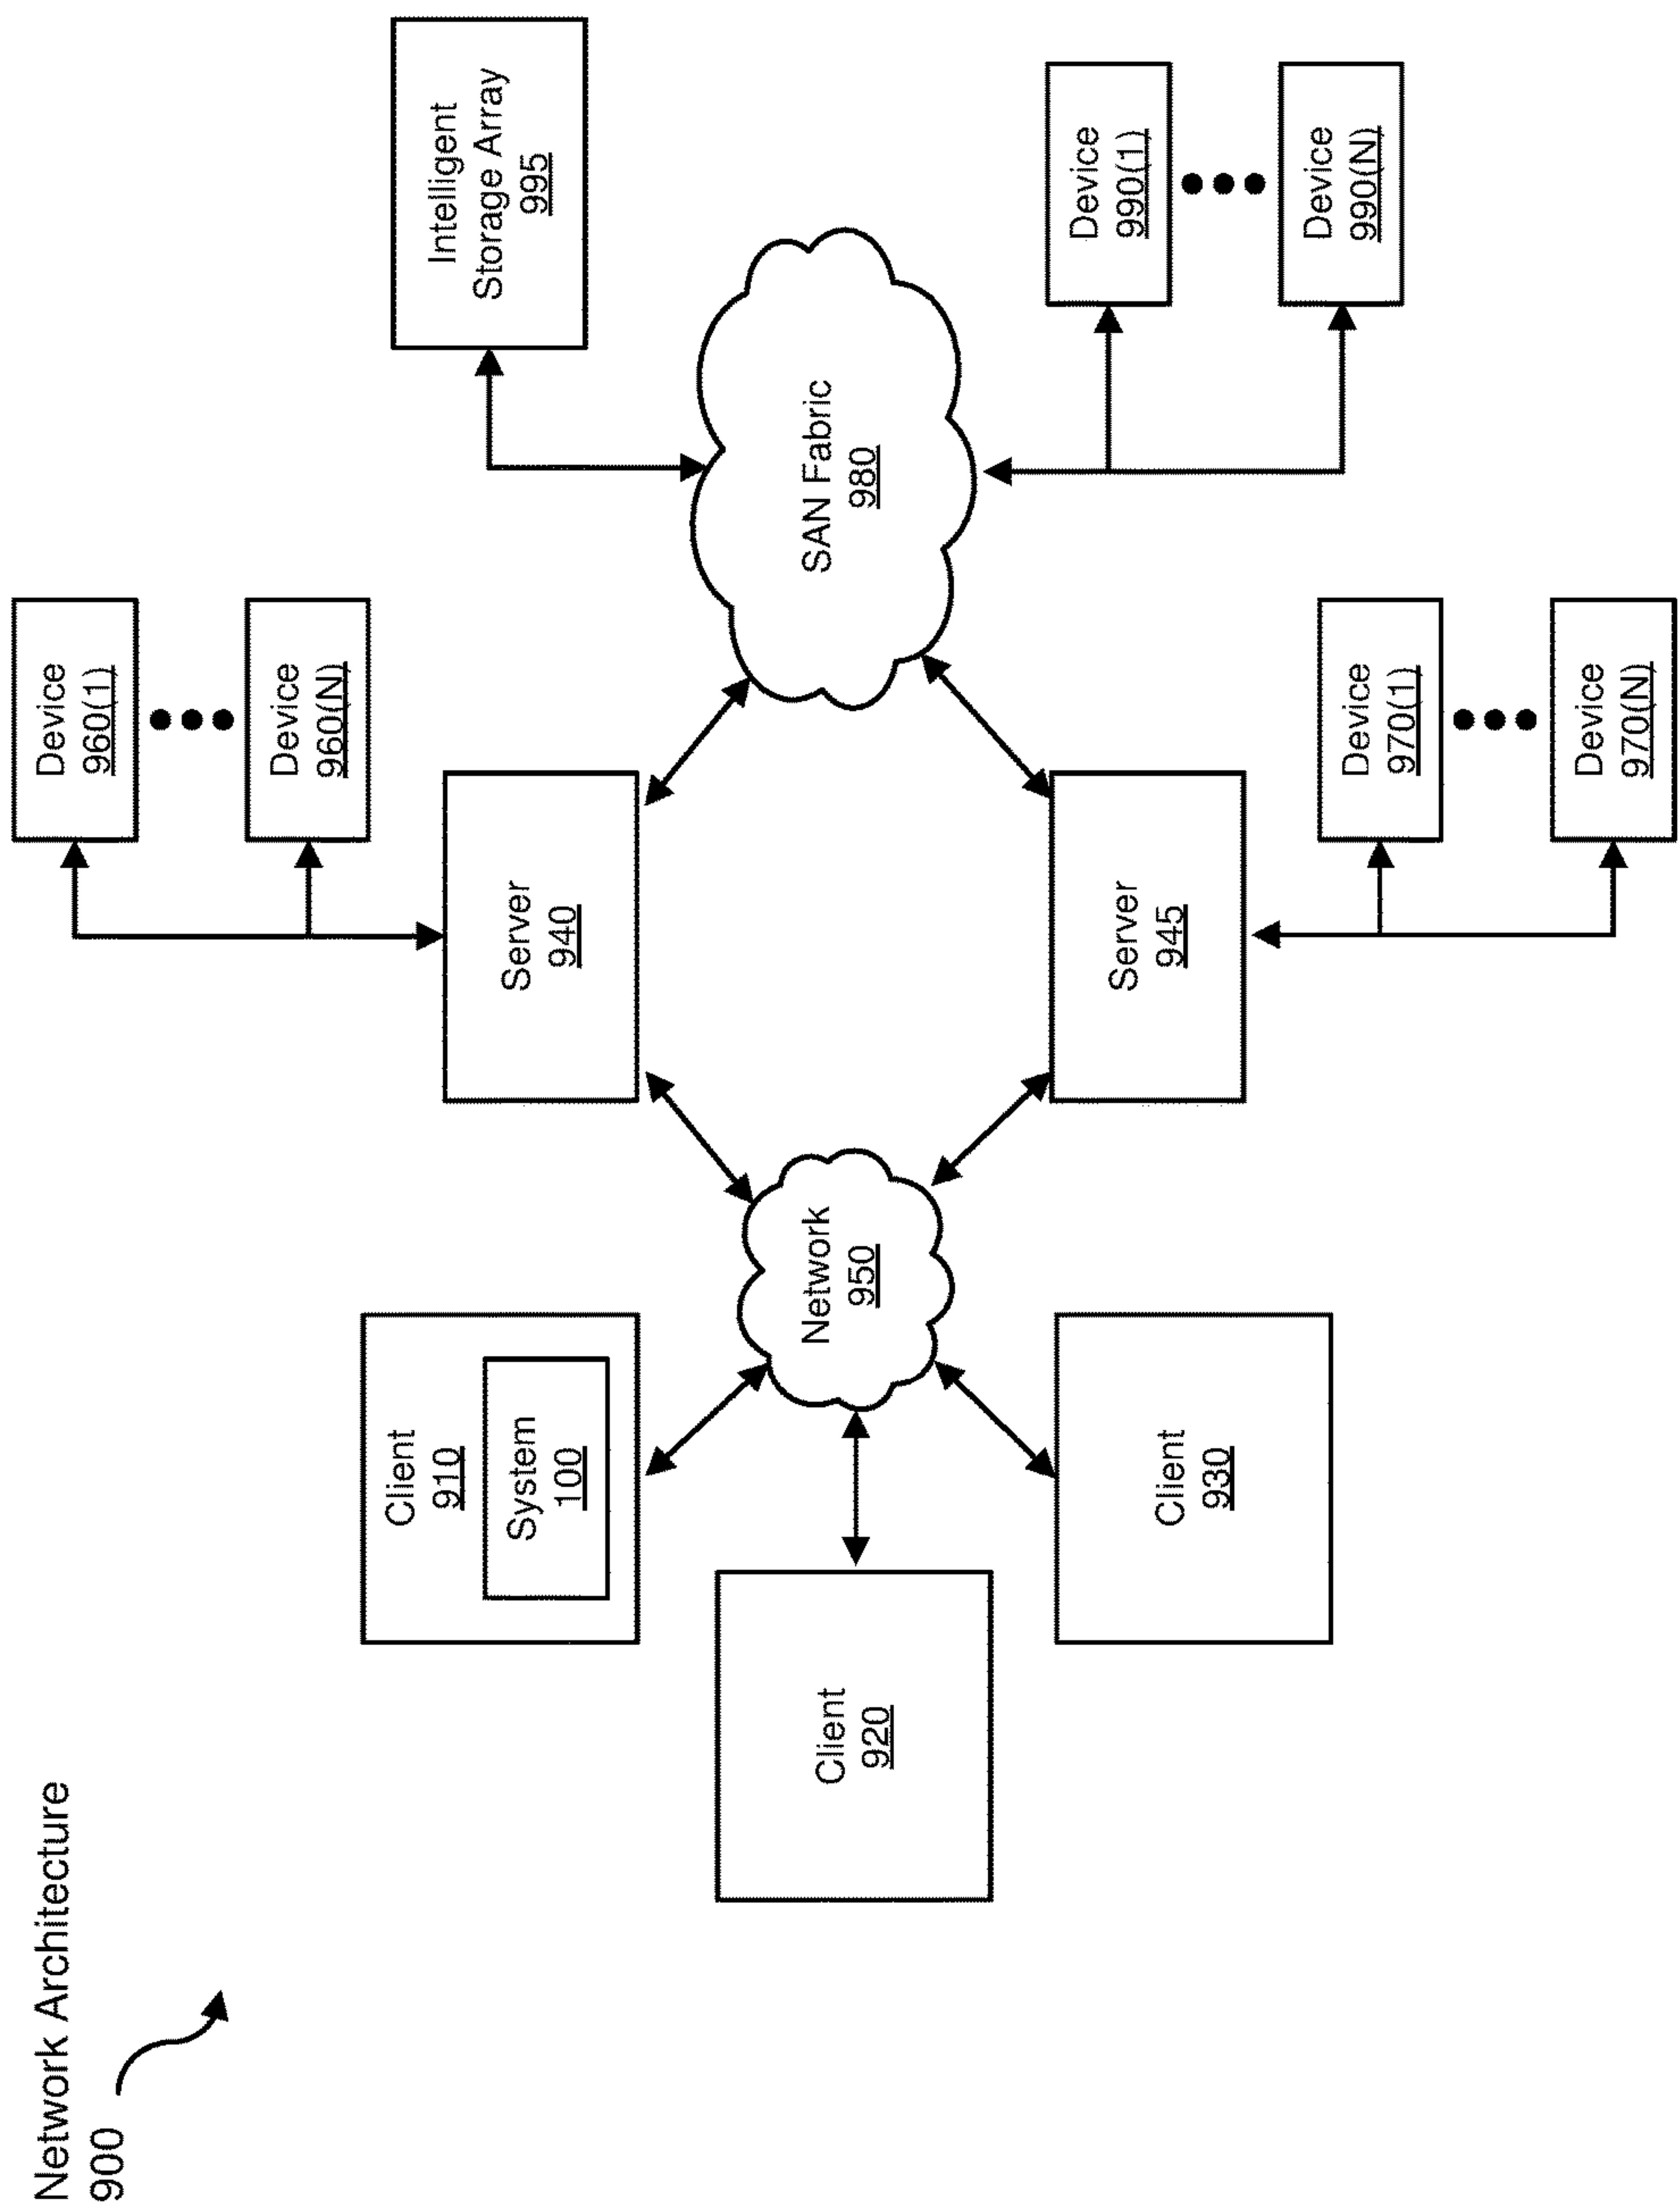 Network Architecture
900
Device
960(1)
Device
960(N)
Intelligent
Storage Array
995
Client
910
System
100
Server
940
Client
920
Network
950
SAN Fabric
980
Client
930
Server
945
Device
990(1)
Device
990(N)
Device
970(1)
Device
970(N)